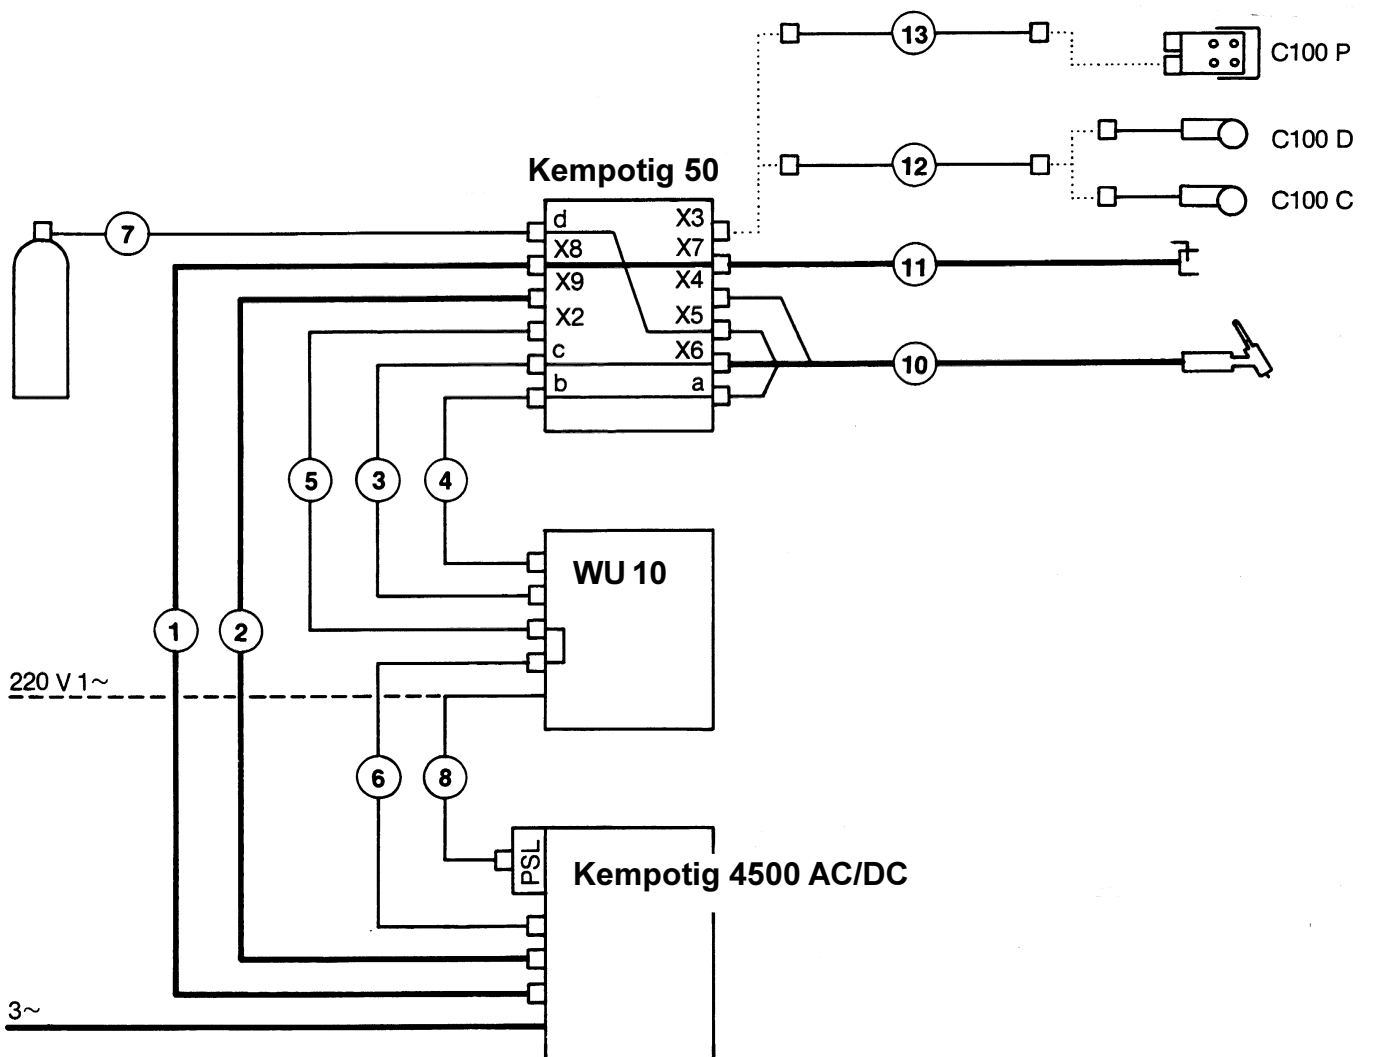 13
C100 P
C100 D
12
C100 C
Kempotig 50
7
d X3
X8 X7
X9 X4
X2 X5
c X6
b a
11
10
5 3 4
WU 10
1 2
220 V 1~
6 8
PSL
Kempotig 4500 AC/DC
3~